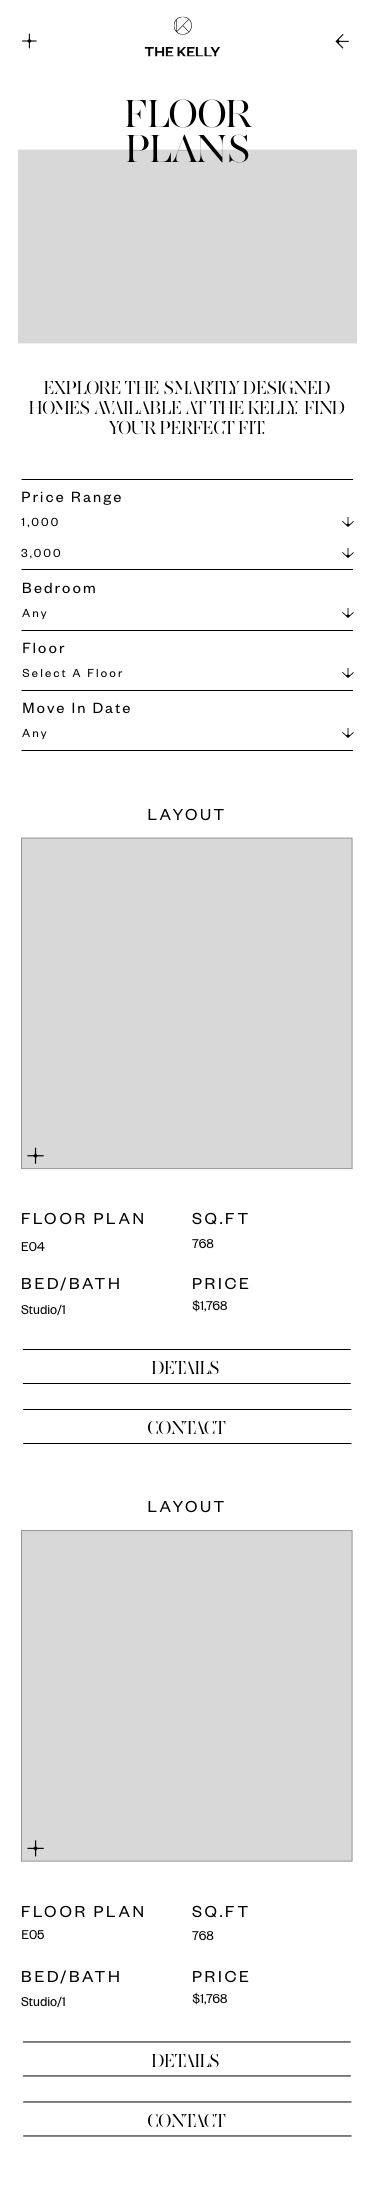 THE KELLY
FLOOR
PLANS
EXPLORE THE SMARTLY DESIGNED
HOMES AVAILABLE AT THE KELLY. FIND
YOUR PERFECT FIT.
Price Range
1,000
3,000
Bedroom
Any
Floor
Select A Floor
Move In Date
Any
LAYOUT
FLOOR PLAN SQ.FT
E04 768
BED/BATH PRICE
Studio/1 $1,768
DETAILS
CONTACT
LAYOUT
FLOOR PLAN SQ.FT
E05 768
BED/BATH PRICE
Studio/1 $1,768
DETAILS
CONTACT